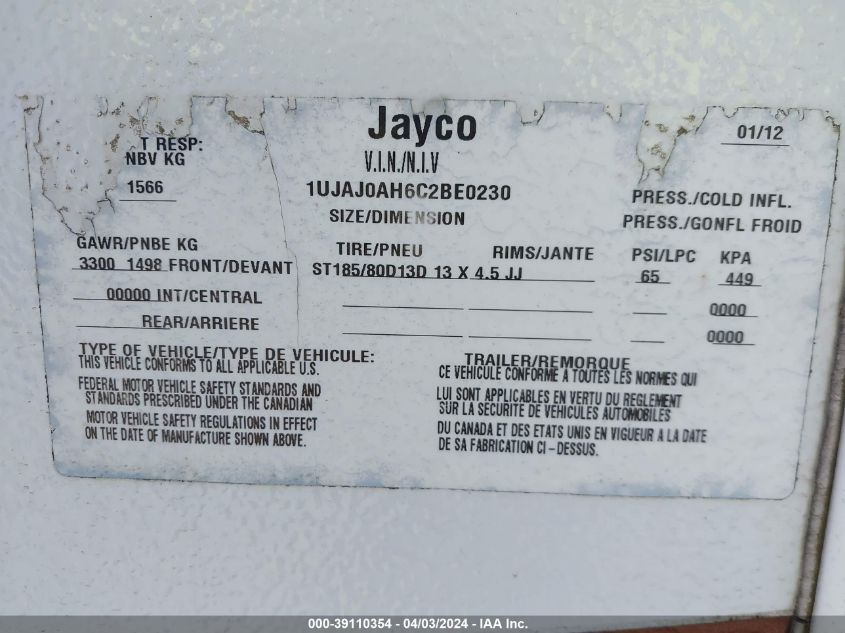 Jayco
01/12
T RESP:
NBV KG
V.I.N./N.I.V
1566
1UJAJ0AH6C2BE0230
PRESS./COLD INFL.
SIZE/DIMENSION
PRESS./GONFL FROID
GAWR/PNBE KG
TIRE/PNEU RIMS/JANTE PSI/LPC KPA
3300 1498 FRONT/DEVANT ST185/80D13D 13 X 4.5 JJ 65 449
00000 INT/CENTRAL 0000
REAR/ARRIERE 0000
TYPE OF VEHICLE/TYPE DE VEHICULE: TRAILER/REMORQUE
THIS VEHICLE CONFORMS TO ALL APPLICABLE U.S.
FEDERAL MOTOR VEHICLE SAFETY STANDARDS AND
STANDARDS PRESCRIBED UNDER THE CANADIAN
MOTOR VEHICLE SAFETY REGULATIONS IN EFFECT
ON THE DATE OF MANUFACTURE SHOWN ABOVE.
CE VEHICULE CONFORME A TOUTES LES NORMES QUI
LUI SONT APPLICABLES EN VERTU DU REGLEMENT
SUR LA SECURITE DE VEHICULES AUTOMOBILES
DU CANADA ET DES ETATS UNIS EN VIGUEUR A LA DATE
DE SA FABRICATION CI-DESSUS.
000-39110354 - 04/03/2024 - IAA Inc.